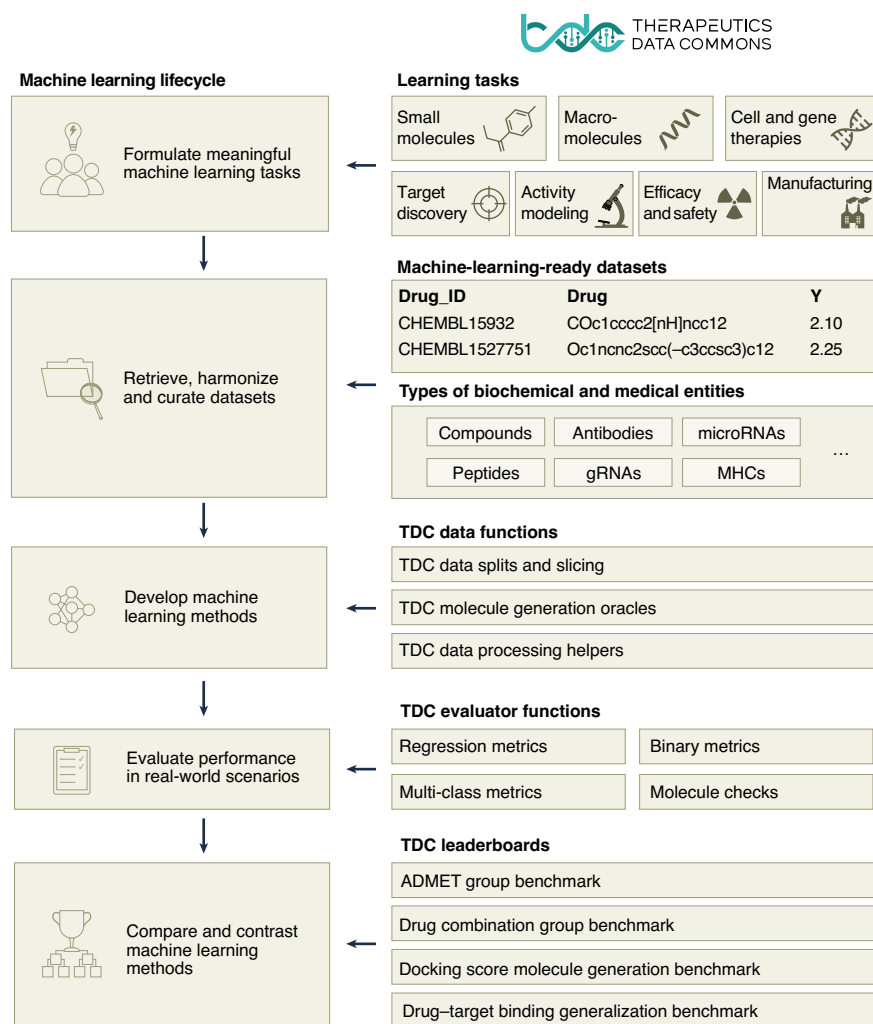 THERAPEUTICS
DATA COMMONS
Machine learning lifecycle
Formulate meaningful
machine learning tasks
Retrieve, harmonize
and curate datasets
Develop machine
learning methods
Evaluate performance
in real-world scenarios
Compare and contrast
machine learning
methods
Learning tasks
Small
molecules
Macro-
molecules
Cell and gene
therapies
Target
discovery
Activity
modeling
Efficacy
and safety
Manufacturing
Machine-learning-ready datasets
Drug_ID Drug Y
CHEMBL15932 COc1cccc2[nH]ncc12 2.10
CHEMBL1527751 Oc1ncnc2scc(–c3ccsc3)c12 2.25
Types of biochemical and medical entities
Compounds Antibodies microRNAs
...
Peptides gRNAs MHCs
TDC data functions
TDC data splits and slicing
TDC molecule generation oracles
TDC data processing helpers
TDC evaluator functions
Regression metrics Binary metrics
Multi-class metrics Molecule checks
TDC leaderboards
ADMET group benchmark
Drug combination group benchmark
Docking score molecule generation benchmark
Drug–target binding generalization benchmark